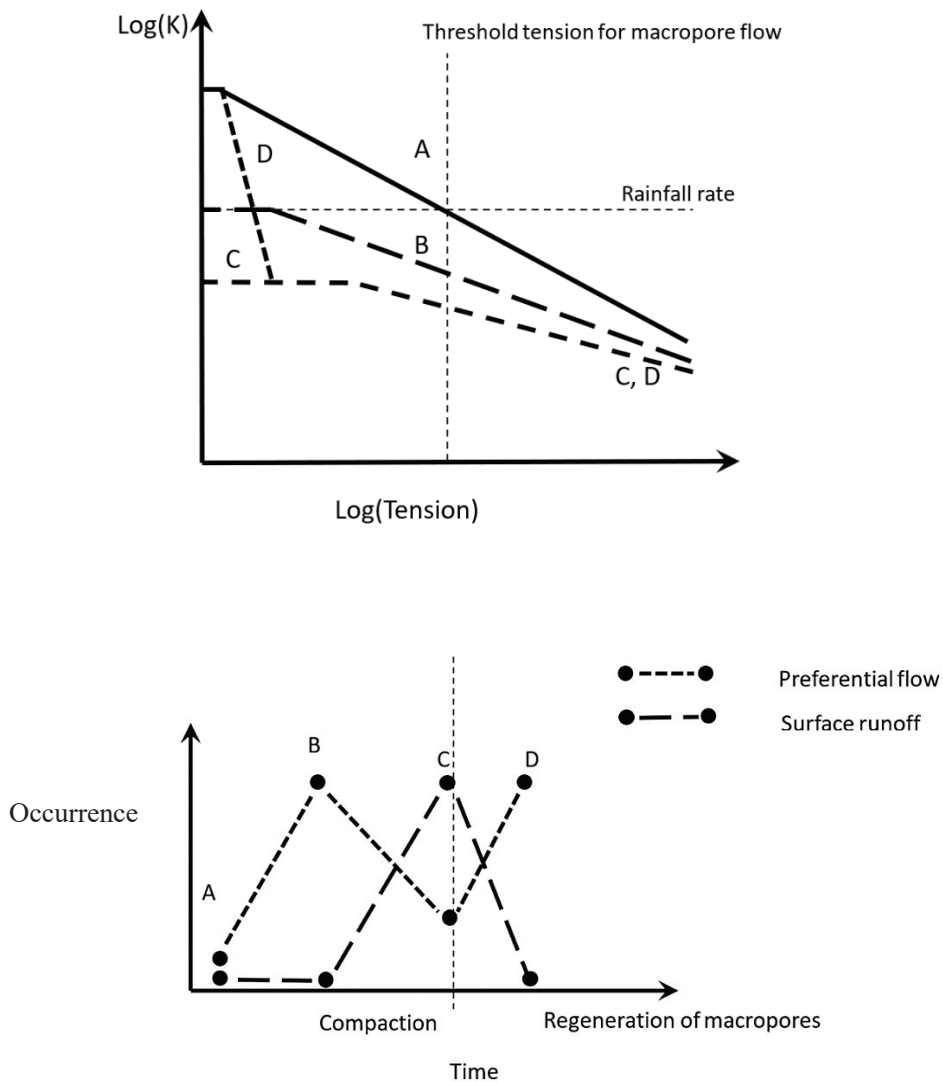 Log(K)
Threshold tension for macropore flow
A
D
Rainfall rate
B
C
C, D
Log(Tension)
Preferential flow
Surface runoff
B
C
D
Occurrence
A
Compaction
Regeneration of macropores
Time